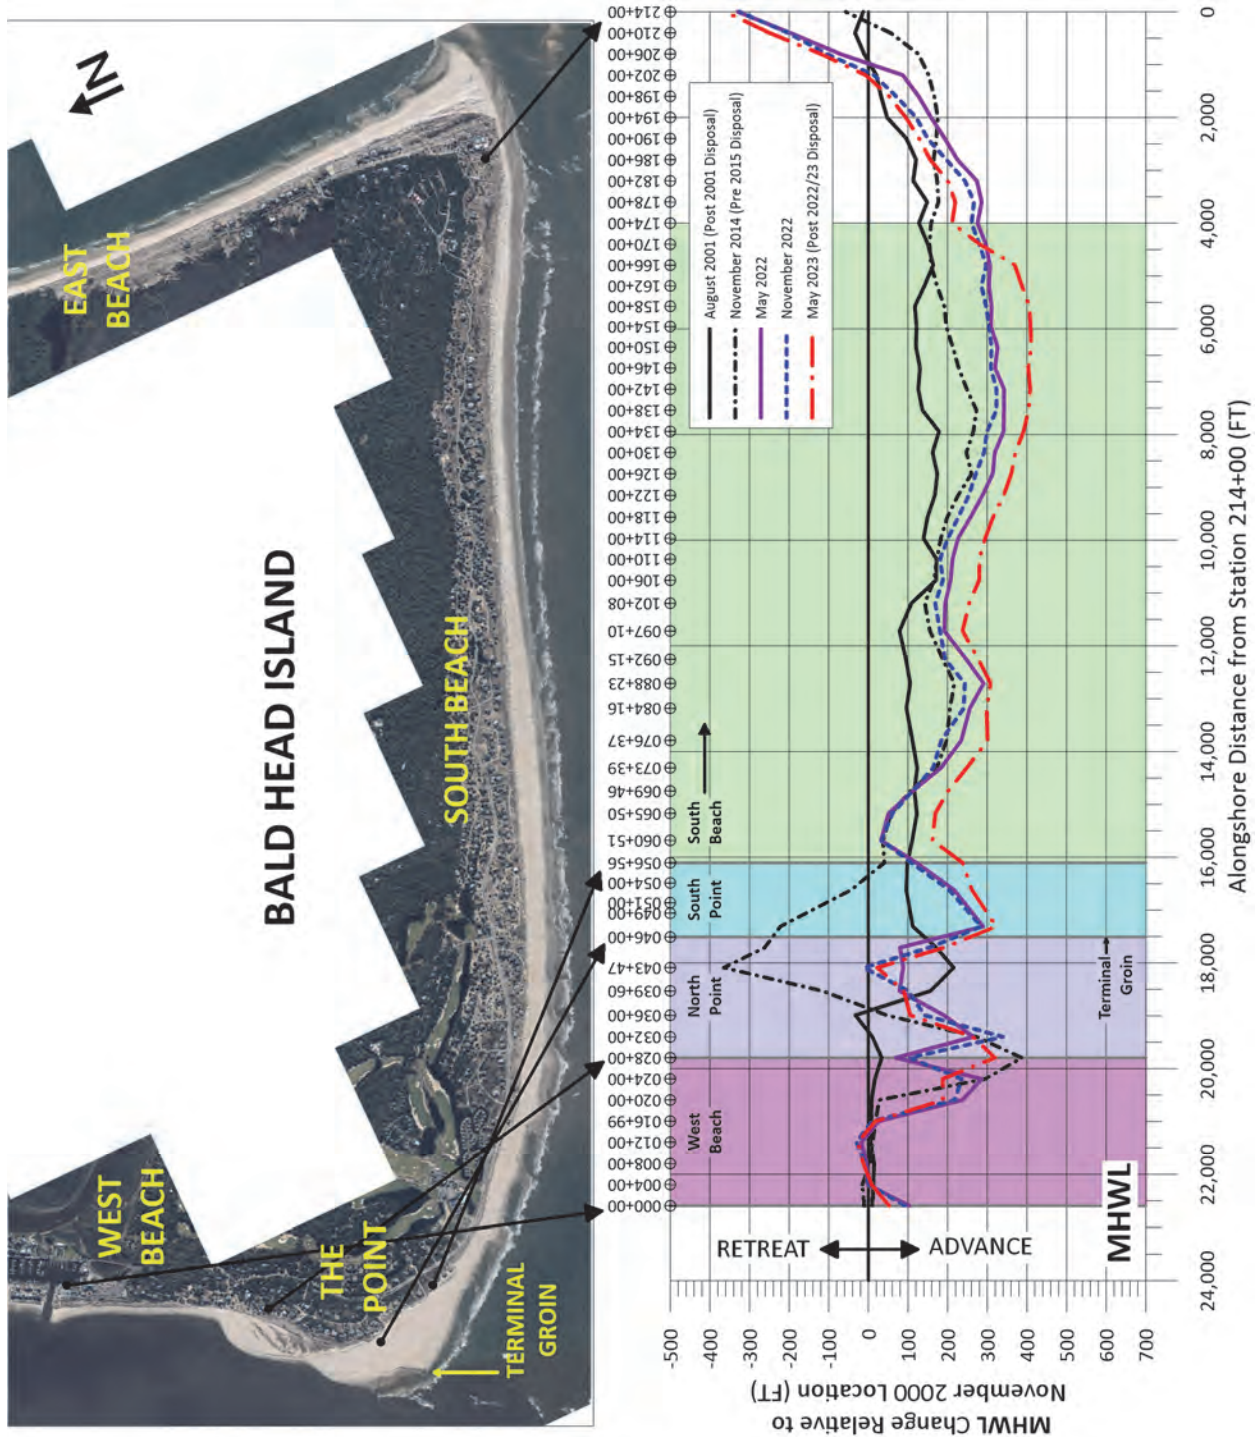 BALD HEAD ISLAND
N
WEST
BEACH
THE
POINT
TERMINAL
GROIN
SOUTH BEACH
EAST
BEACH
000+00
004+00
008+00
012+00
016+99
020+00
024+00
028+00
032+00
036+00
039+60
043+47
046+00
049+00
051+00
054+00
056+56
060+51
065+50
069+46
073+39
076+37
084+16
088+23
092+15
097+10
102+08
106+00
110+00
114+00
118+00
122+00
126+00
130+00
134+00
138+00
142+00
146+00
150+00
154+00
158+00
162+00
166+00
170+00
174+00
178+00
182+00
186+00
190+00
194+00
198+00
202+00
206+00
210+00
214+00
MHWL Change Relative to
November 2000 Location (FT)
-500
-400
-300
-200
-100
0
100
200
300
400
500
600
700
RETREAT
ADVANCE
MHWL
West
Beach
North
Point
South
Point
South
Beach
Terminal
Groin
August 2001 (Post 2001 Disposal)
November 2014 (Pre 2015 Disposal)
May 2022
November 2022
May 2023 (Post 2022/23 Disposal)
24,000
22,000
20,000
18,000
16,000
14,000
12,000
10,000
8,000
6,000
4,000
2,000
0
Alongshore Distance from Station 214+00 (FT)